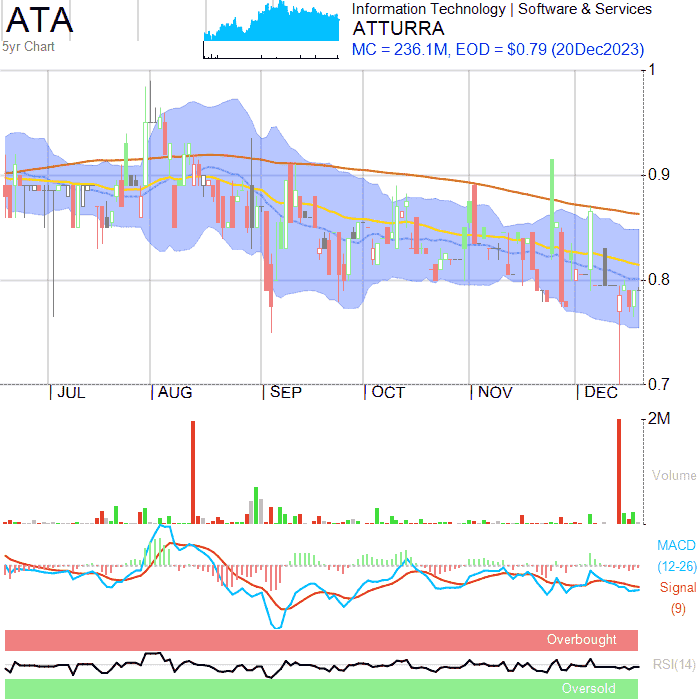 ATA
5yr Chart
Information Technology | Software & Services
ATTURRA
MC = 236.1M, EOD = $0.79 (20Dec2023)
1
0.9
0.8
0.7
JUL AUG SEP OCT NOV DEC
2M
Volume
MACD
(12-26)
Signal
(9)
Overbought
RSI(14)
Oversold